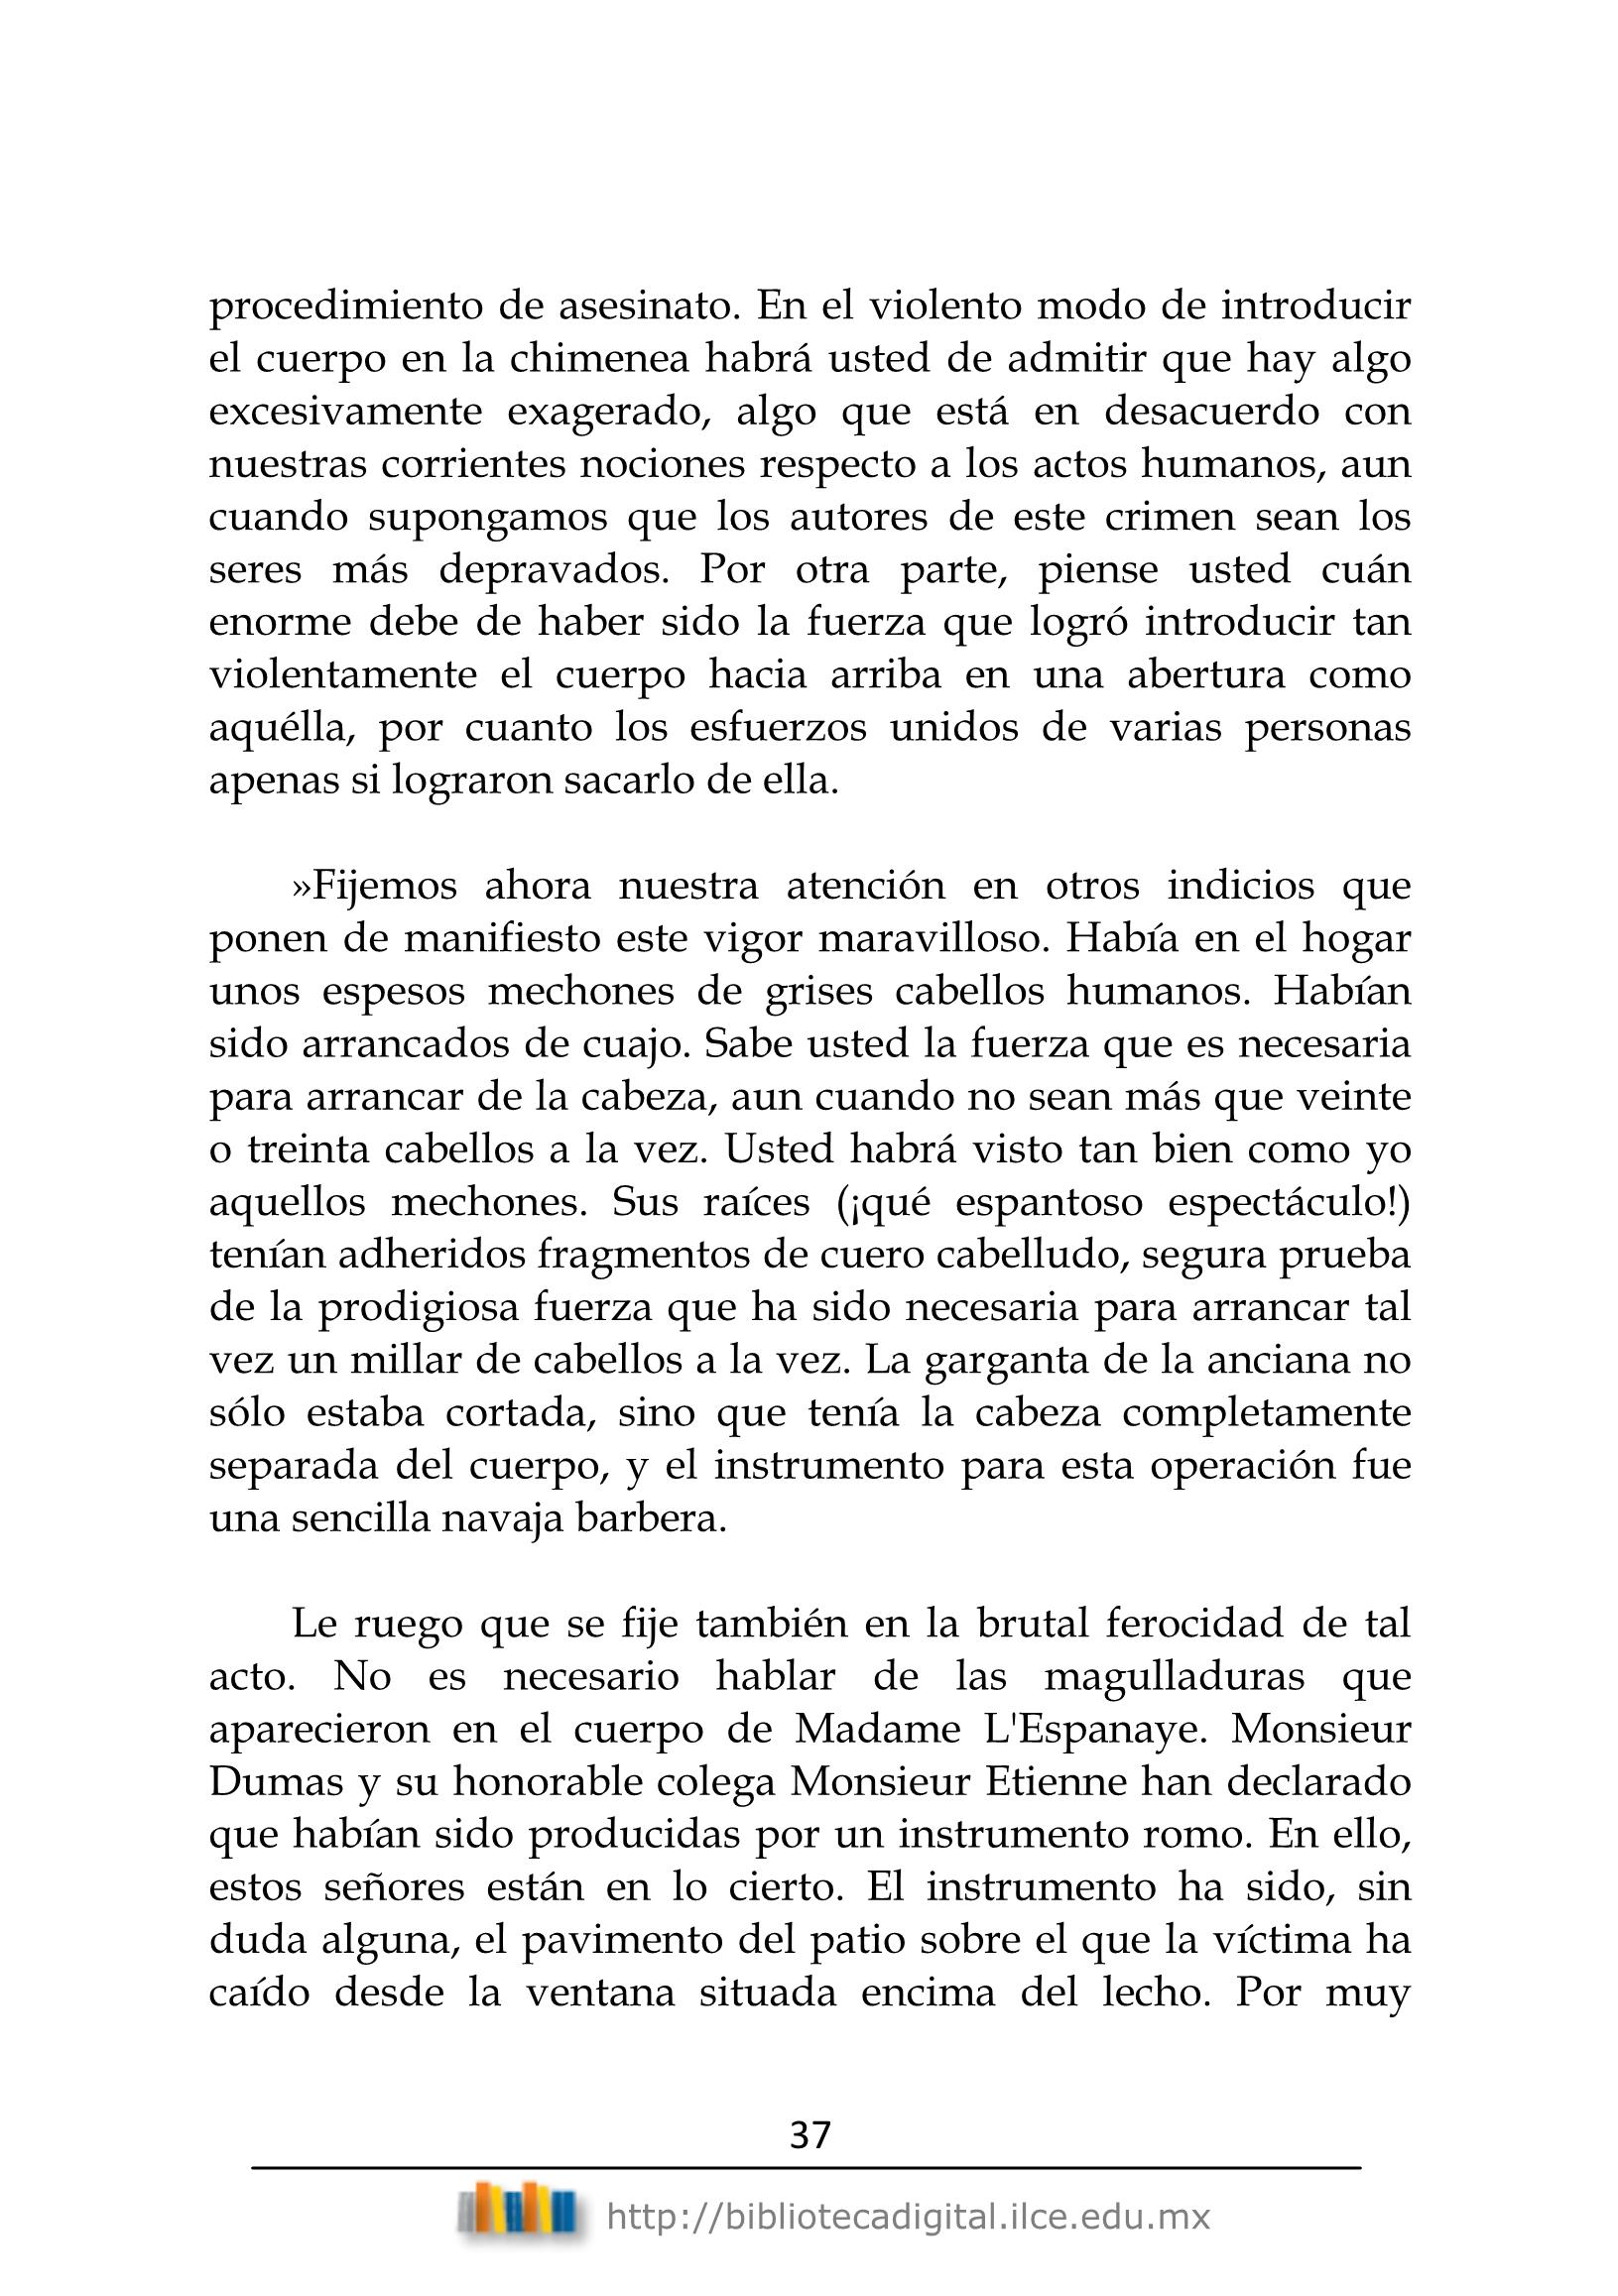 procedimiento de asesinato. En el violento modo de introducir
el cuerpo en la chimenea habrá usted de admitir que hay algo
excesivamente exagerado, algo que está en desacuerdo con
nuestras corrientes nociones respecto a los actos humanos, aun
cuando supongamos que los autores de este crimen sean los
seres más depravados. Por otra parte, piense usted cuán
enorme debe de haber sido la fuerza que logró introducir tan
violentamente el cuerpo hacia arriba en una abertura como
aquélla, por cuanto los esfuerzos unidos de varias personas
apenas si lograron sacarlo de ella.
»Fijemos ahora nuestra atención en otros indicios que
ponen de manifiesto este vigor maravilloso. Había en el hogar
unos espesos mechones de grises cabellos humanos. Habían
sido arrancados de cuajo. Sabe usted la fuerza que es necesaria
para arrancar de la cabeza, aun cuando no sean más que veinte
o treinta cabellos a la vez. Usted habrá visto tan bien como yo
aquellos mechones. Sus raíces (¡qué espantoso espectáculo!)
tenían adheridos fragmentos de cuero cabelludo, segura prueba
de la prodigiosa fuerza que ha sido necesaria para arrancar tal
vez un millar de cabellos a la vez. La garganta de la anciana no
sólo estaba cortada, sino que tenía la cabeza completamente
separada del cuerpo, y el instrumento para esta operación fue
una sencilla navaja barbera.
Le ruego que se fije también en la brutal ferocidad de tal
acto. No es necesario hablar de las magulladuras que
aparecieron en el cuerpo de Madame L'Espanaye. Monsieur
Dumas y su honorable colega Monsieur Etienne han declarado
que habían sido producidas por un instrumento romo. En ello,
estos señores están en lo cierto. El instrumento ha sido, sin
duda alguna, el pavimento del patio sobre el que la víctima ha
caído desde la ventana situada encima del lecho. Por muy
37
http://bibliotecadigital.ilce.edu.mx